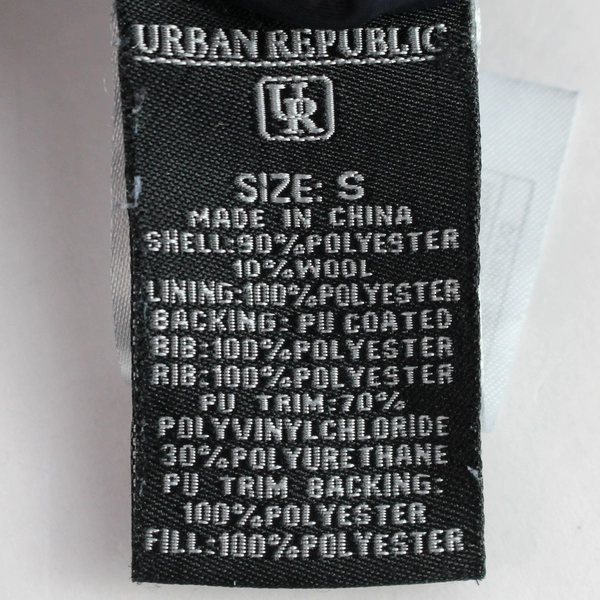 URBAN REPUBLIC
UR
SIZE: S
MADE IN CHINA
SHELL:90%POLYESTER
10%WOOL
LINING:100%POLYESTER
BACKING: PU COATED
BIB:100%POLYESTER
RIB:100%POLYESTER
PU TRIM:70%
POLYVINYLCHLORIDE
30%POLYURETHANE
PU TRIM BACKING:
100%POLYESTER
FILL:100%POLYESTER